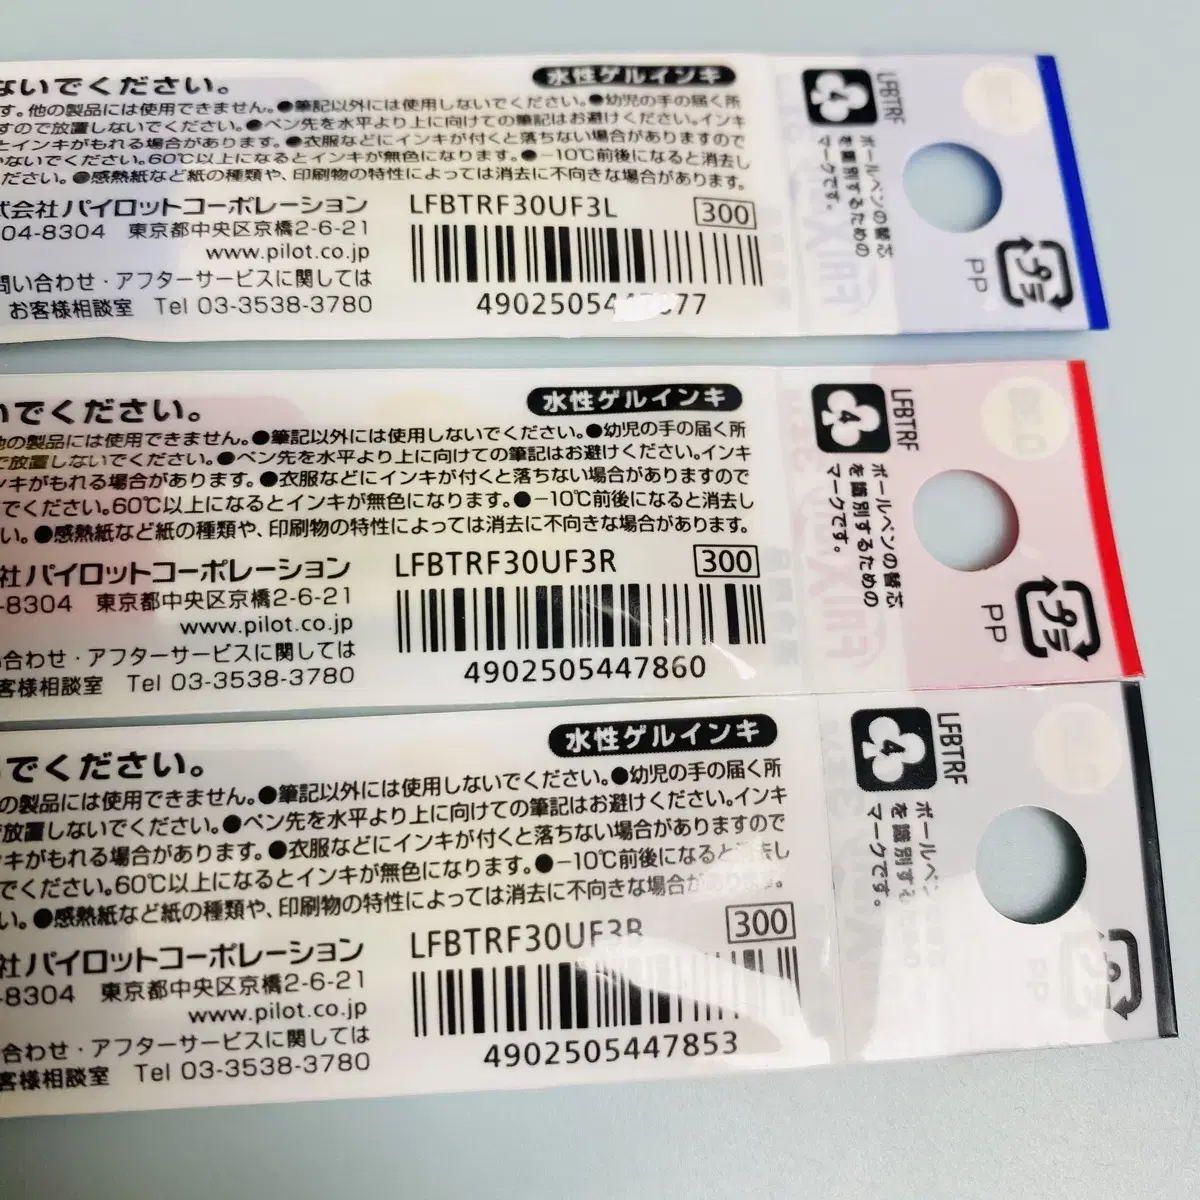 ないでください。
水性ゲルインキ
す。他の製品には使用できません。●筆記以外には使用しないでください。●幼児の手の届く所
すので放置しないでください。●ペン先を水平より上に向けての筆記はお避けください。インキ
とインキがもれる場合があります。●衣服などにインキが付くと落ちない場合がありますので
ないでください。60℃以上になるとインキが無色になります。●−10℃前後になると消去し
ださい。●感熱紙など紙の種類や、印刷物の特性によっては消去に不向きな場合があります。
式会社パイロットコーポレーション
04-8304 東京都中央区京橋2-6-21
www.pilot.co.jp
問い合わせ・アフターサービスに関しては
お客様相談室 Tel 03-3538-3780
LFBTRF30UF3L
300
4902505447877
4
LFBTRF
ボールペンの替芯
を識別するための
マークです。
PP
プラ
いでください。
水性ゲルインキ
他の製品には使用できません。●筆記以外には使用しないでください。●幼児の手の届く所
で放置しないでください。●ペン先を水平より上に向けての筆記はお避けください。インキ
ンキがもれる場合があります。●衣服などにインキが付くと落ちない場合がありますので
でください。60℃以上になるとインキが無色になります。●−10℃前後になると消去し
い。●感熱紙など紙の種類や、印刷物の特性によっては消去に不向きな場合があります。
社パイロットコーポレーション
-8304 東京都中央区京橋2-6-21
www.pilot.co.jp
い合わせ・アフターサービスに関しては
客様相談室 Tel 03-3538-3780
LFBTRF30UF3R
300
4902505447860
4
LFBTRF
ボールペンの替芯
を識別するための
マークです。
PP
プラ
でください。
水性ゲルインキ
の製品には使用できません。●筆記以外には使用しないでください。●幼児の手の届く所
放置しないでください。●ペン先を水平より上に向けての筆記はお避けください。インキ
ンキがもれる場合があります。●衣服などにインキが付くと落ちない場合がありますので
でください。60℃以上になるとインキが無色になります。●−10℃前後になると消去し
い。●感熱紙など紙の種類や、印刷物の特性によっては消去に不向きな場合があります。
社パイロットコーポレーション
-8304 東京都中央区京橋2-6-21
www.pilot.co.jp
い合わせ・アフターサービスに関しては
客様相談室 Tel 03-3538-3780
LFBTRF30UF3B
300
4902505447853
4
LFBTRF
ボールペン
を識別する
マークです。
PP
プラ